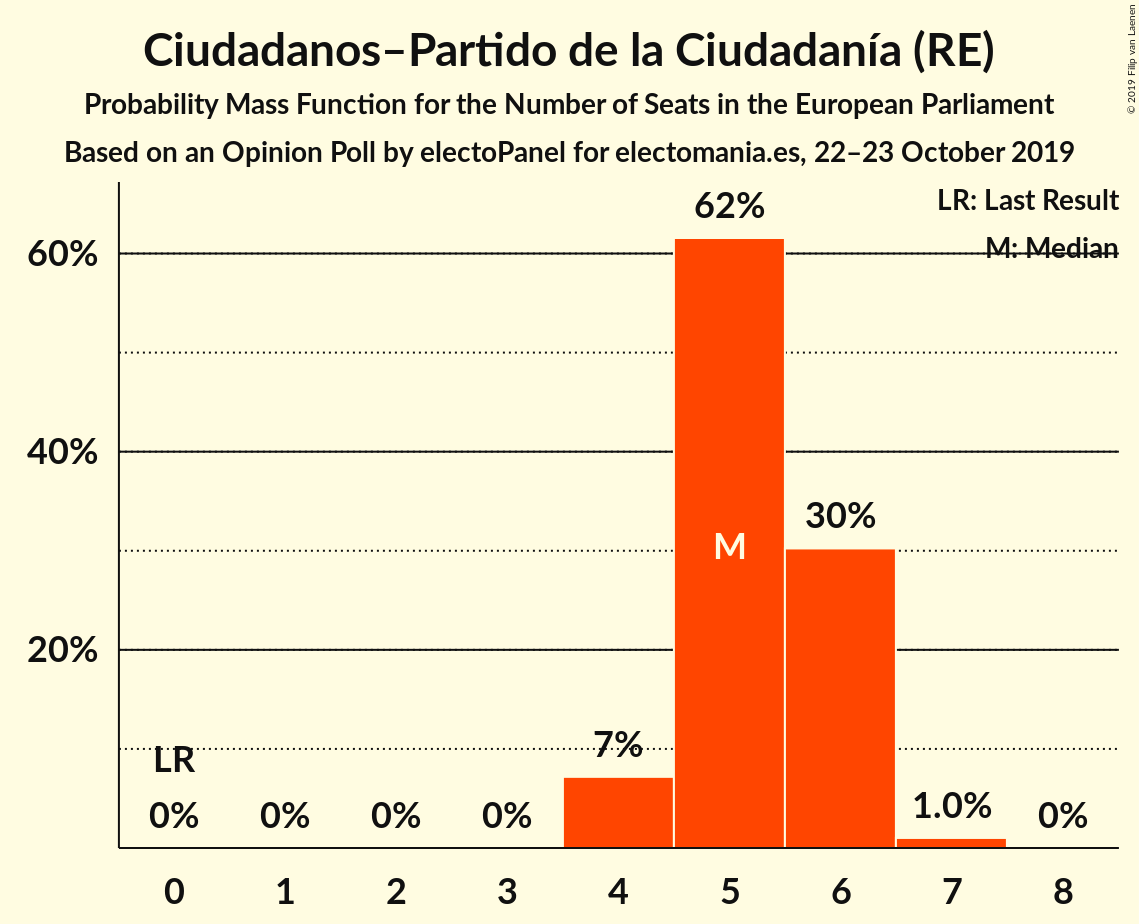 Ciudadanos–Partido de la Ciudadanía (RE)
Probability Mass Function for the Number of Seats in the European Parliament
Based on an Opinion Poll by electoPanel for electomania.es, 22–23 October 2019
© 2019 Filip van Laenen
LR: Last Result
M: Median
62%
60%
40%
30%
M
20%
7%
LR
1.0%
0% 0% 0% 0% 0%
0 1 2 3 4 5 6 7 8